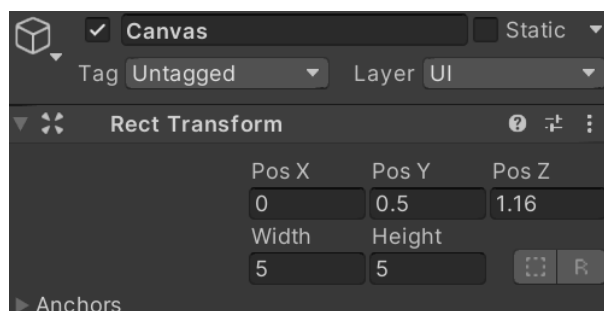 Canvas Static
Tag Untagged Layer UI
Rect Transform
Pos X Pos Y Pos Z
0 0.5 1.16
Width Height
5 5
R
Anchors